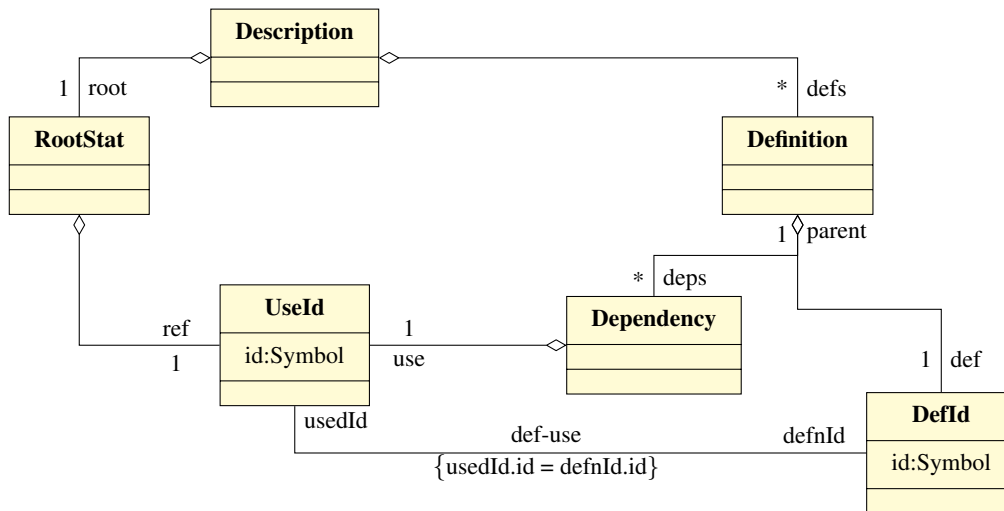 Description
1 root
* defs
RootStat
Definition
1 parent
* deps
UseId
id:Symbol
ref
1
1
use
Dependency
1 def
usedId
DefId
id:Symbol
def-use
defnId
{usedId.id = defnId.id}